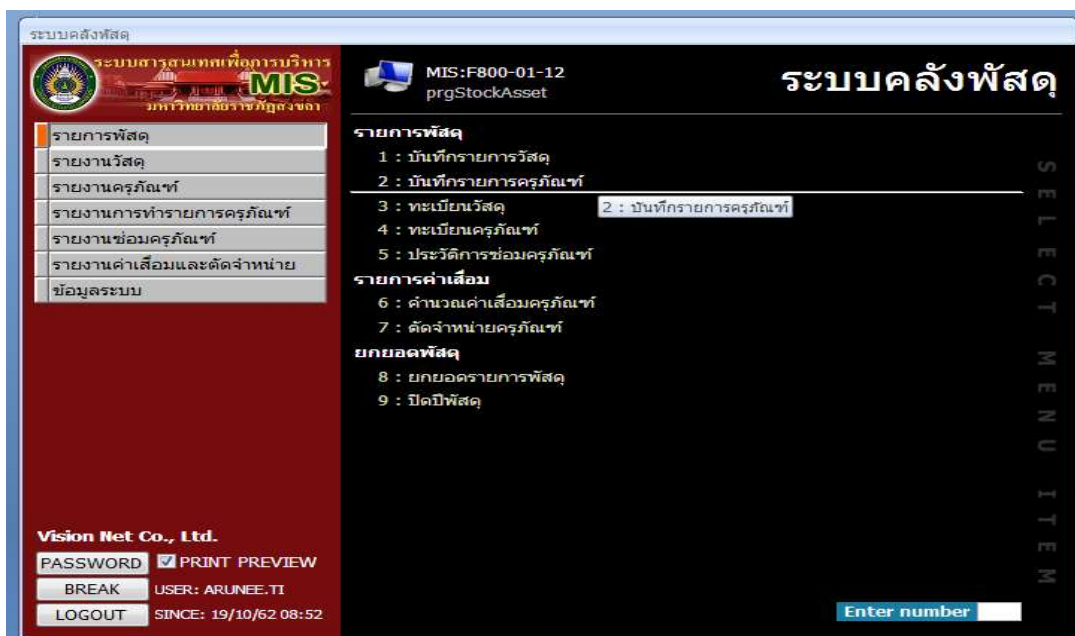 ระบบคลังพัสดุ
ระบบสารสนเทศเพื่อการบริหาร
MIS
มหาวิทยาลัยราชภัฏสงขลา
รายการพัสดุ
รายงานวัสดุ
รายงานครุภัณฑ์
รายงานการทำรายการครุภัณฑ์
รายงานซ่อมครุภัณฑ์
รายงานค่าเสื่อมและตัดจำหน่าย
ข้อมูลระบบ
Vision Net Co., Ltd.
PASSWORD PRINT PREVIEW
BREAK USER: ARUNEE.TI
LOGOUT SINCE: 19/10/62 08:52
MIS:F800-01-12
prgStockAsset
ระบบคลังพัสดุ
รายการพัสดุ
1 : บันทึกรายการวัสดุ
2 : บันทึกรายการครุภัณฑ์
3 : ทะเบียนวัสดุ
2 : บันทึกรายการครุภัณฑ์
4 : ทะเบียนครุภัณฑ์
5 : ประวัติการซ่อมครุภัณฑ์
รายการค่าเสื่อม
6 : คำนวณค่าเสื่อมครุภัณฑ์
7 : ตัดจำหน่ายครุภัณฑ์
ยกยอดพัสดุ
8 : ยกยอดรายการพัสดุ
9 : ปิดปีพัสดุ
SELECT MENU ITEM
Enter number